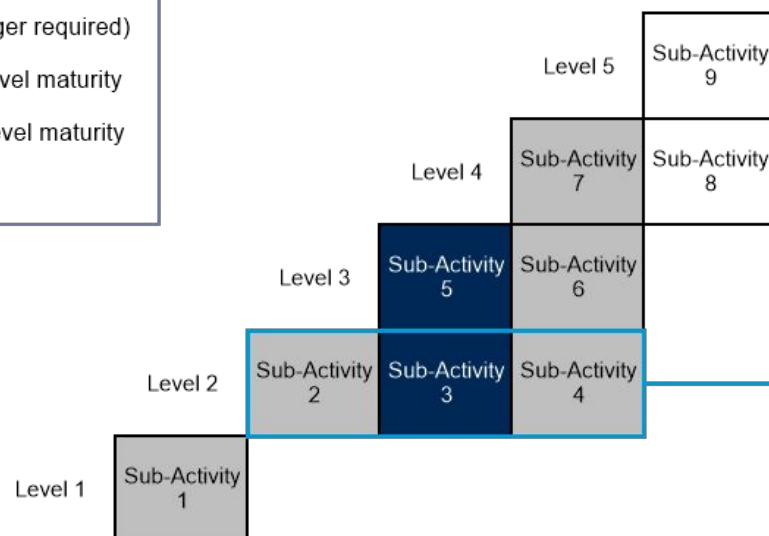 ger required)
vel maturity
evel maturity
Level 5
Sub-Activity
9
Level 4
Sub-Activity
7
Sub-Activity
8
Level 3
Sub-Activity
5
Sub-Activity
6
Level 2
Sub-Activity
2
Sub-Activity
3
Sub-Activity
4
Level 1
Sub-Activity
1